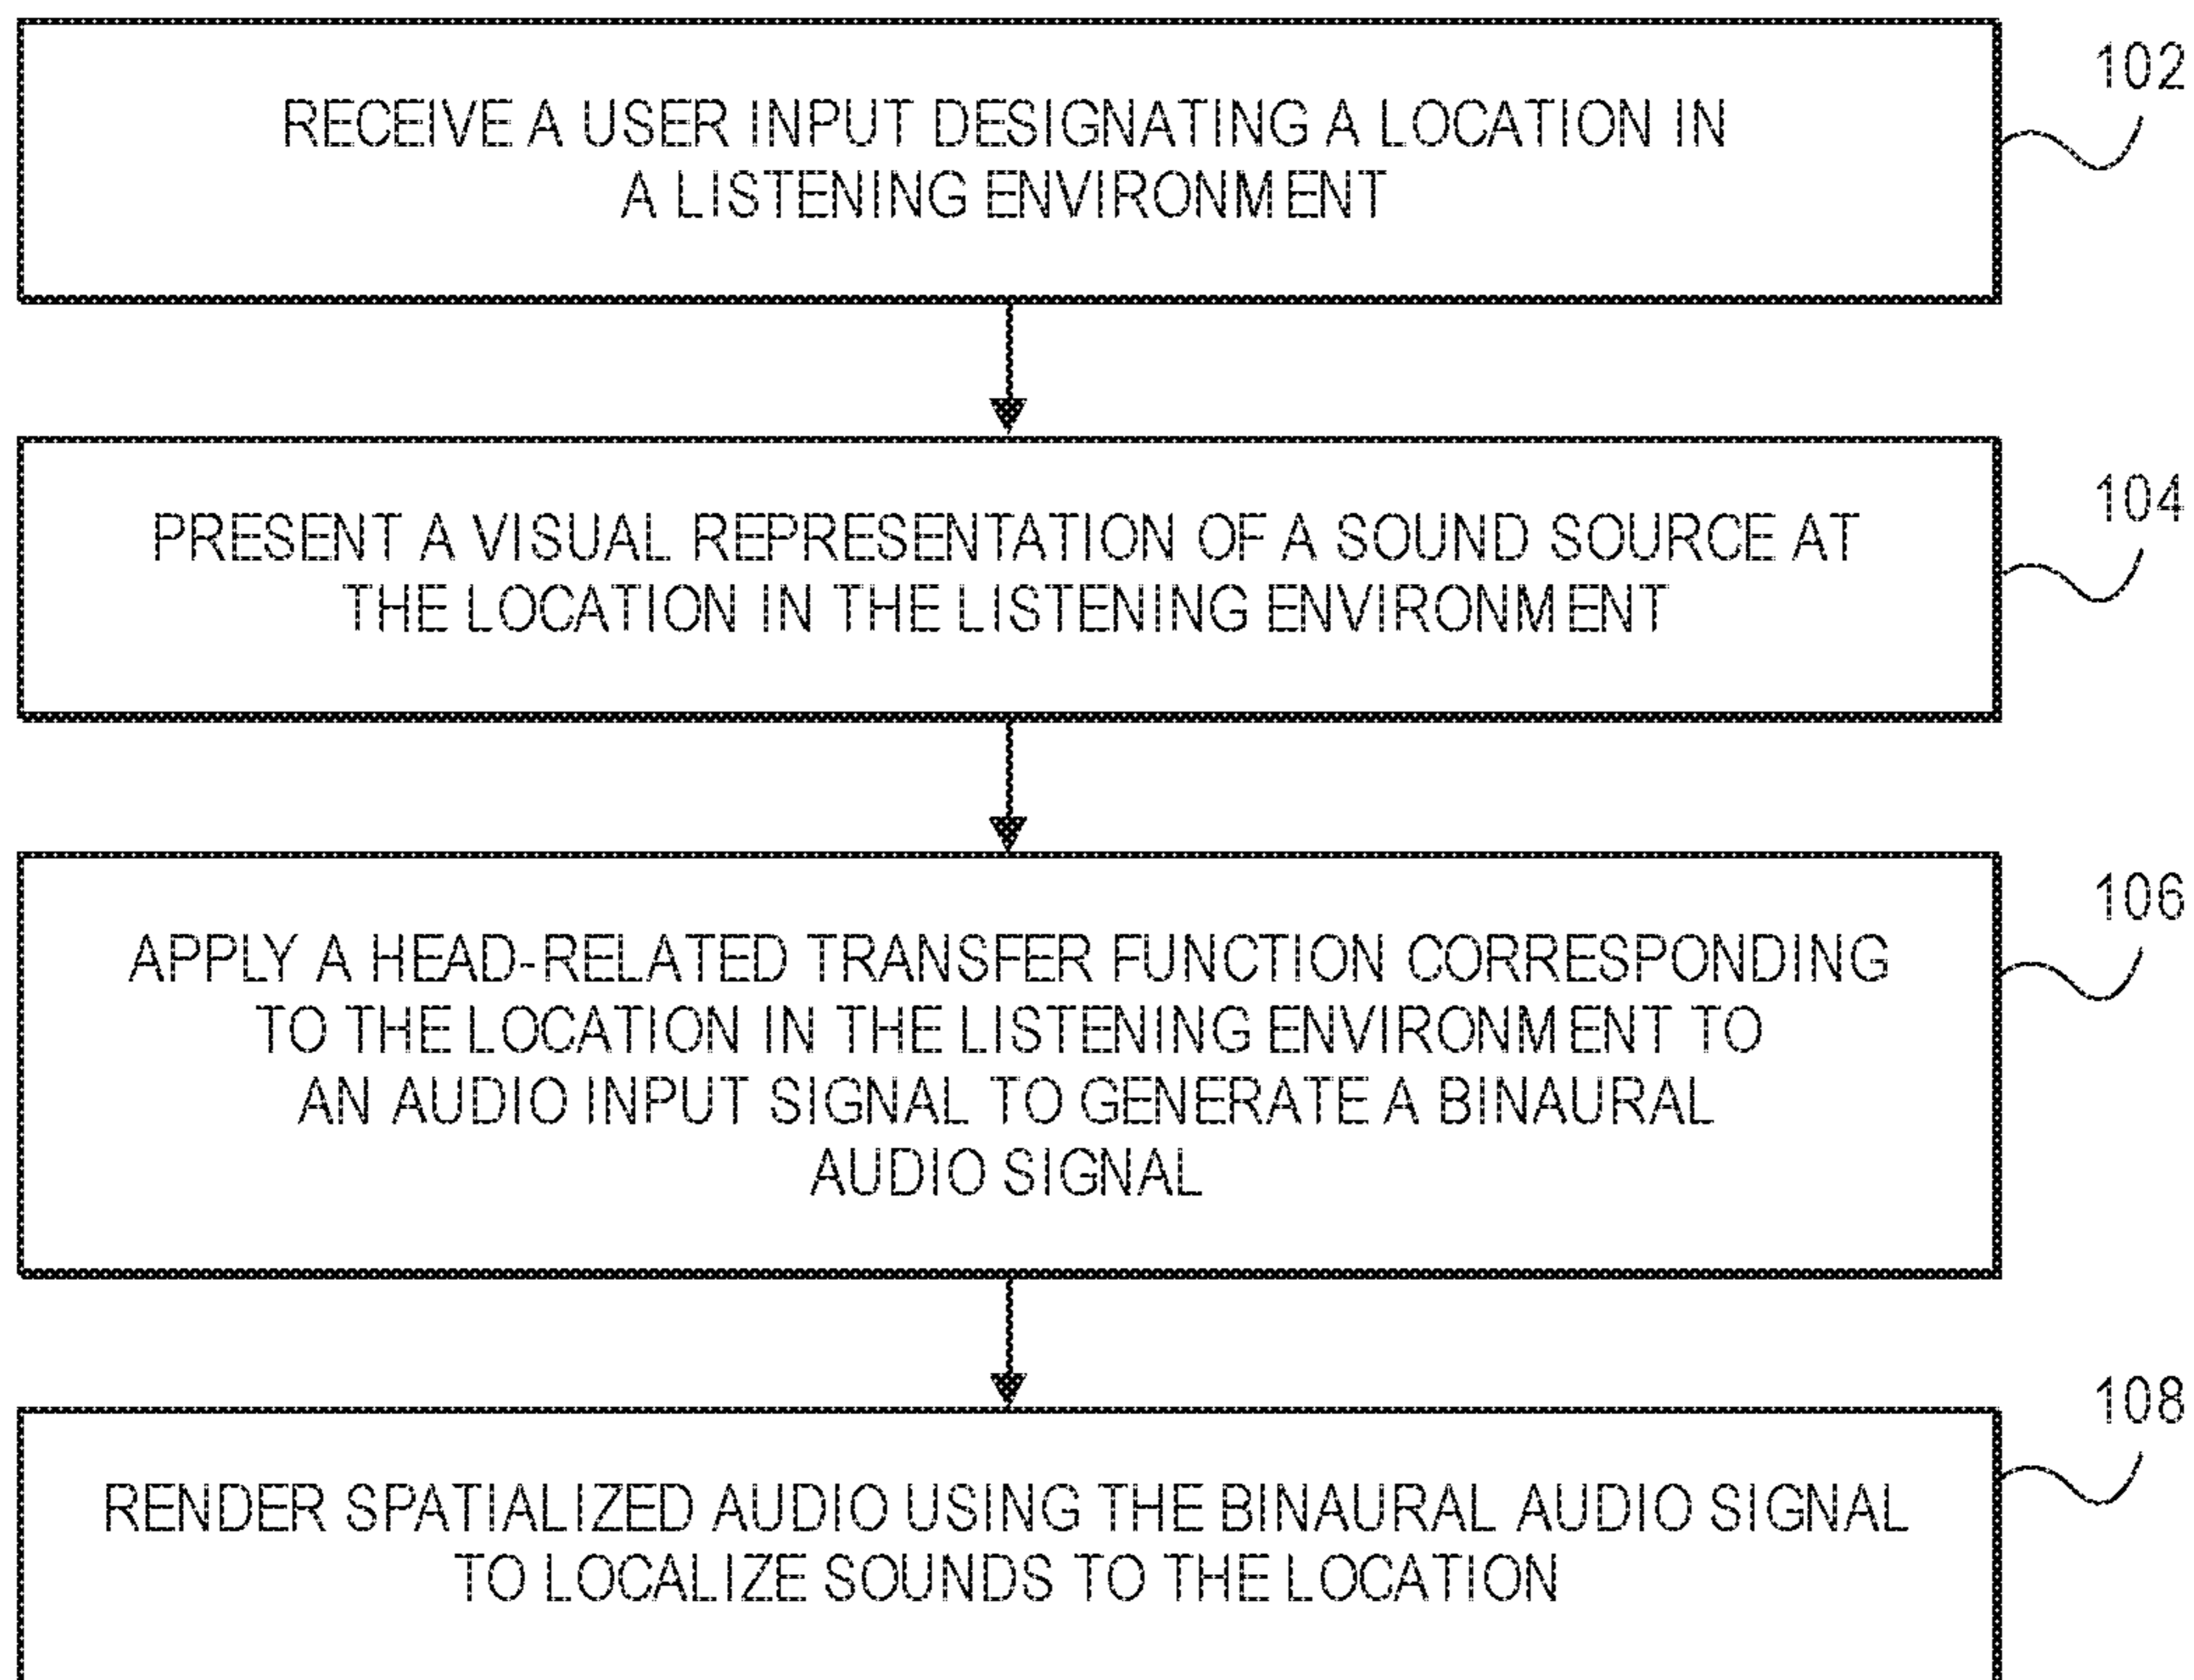 RECEIVE A USER INPUT DESIGNATING A LOCATION IN
A LISTENING ENVIRONMENT
102
PRESENT A VISUAL REPRESENTATION OF A SOUND SOURCE AT
THE LOCATION IN THE LISTENING ENVIRONMENT
104
APPLY A HEAD-RELATED TRANSFER FUNCTION CORRESPONDING
TO THE LOCATION IN THE LISTENING ENVIRONMENT TO
AN AUDIO INPUT SIGNAL TO GENERATE A BINAURAL
AUDIO SIGNAL
106
RENDER SPATIALIZED AUDIO USING THE BINAURAL AUDIO SIGNAL
TO LOCALIZE SOUNDS TO THE LOCATION
108